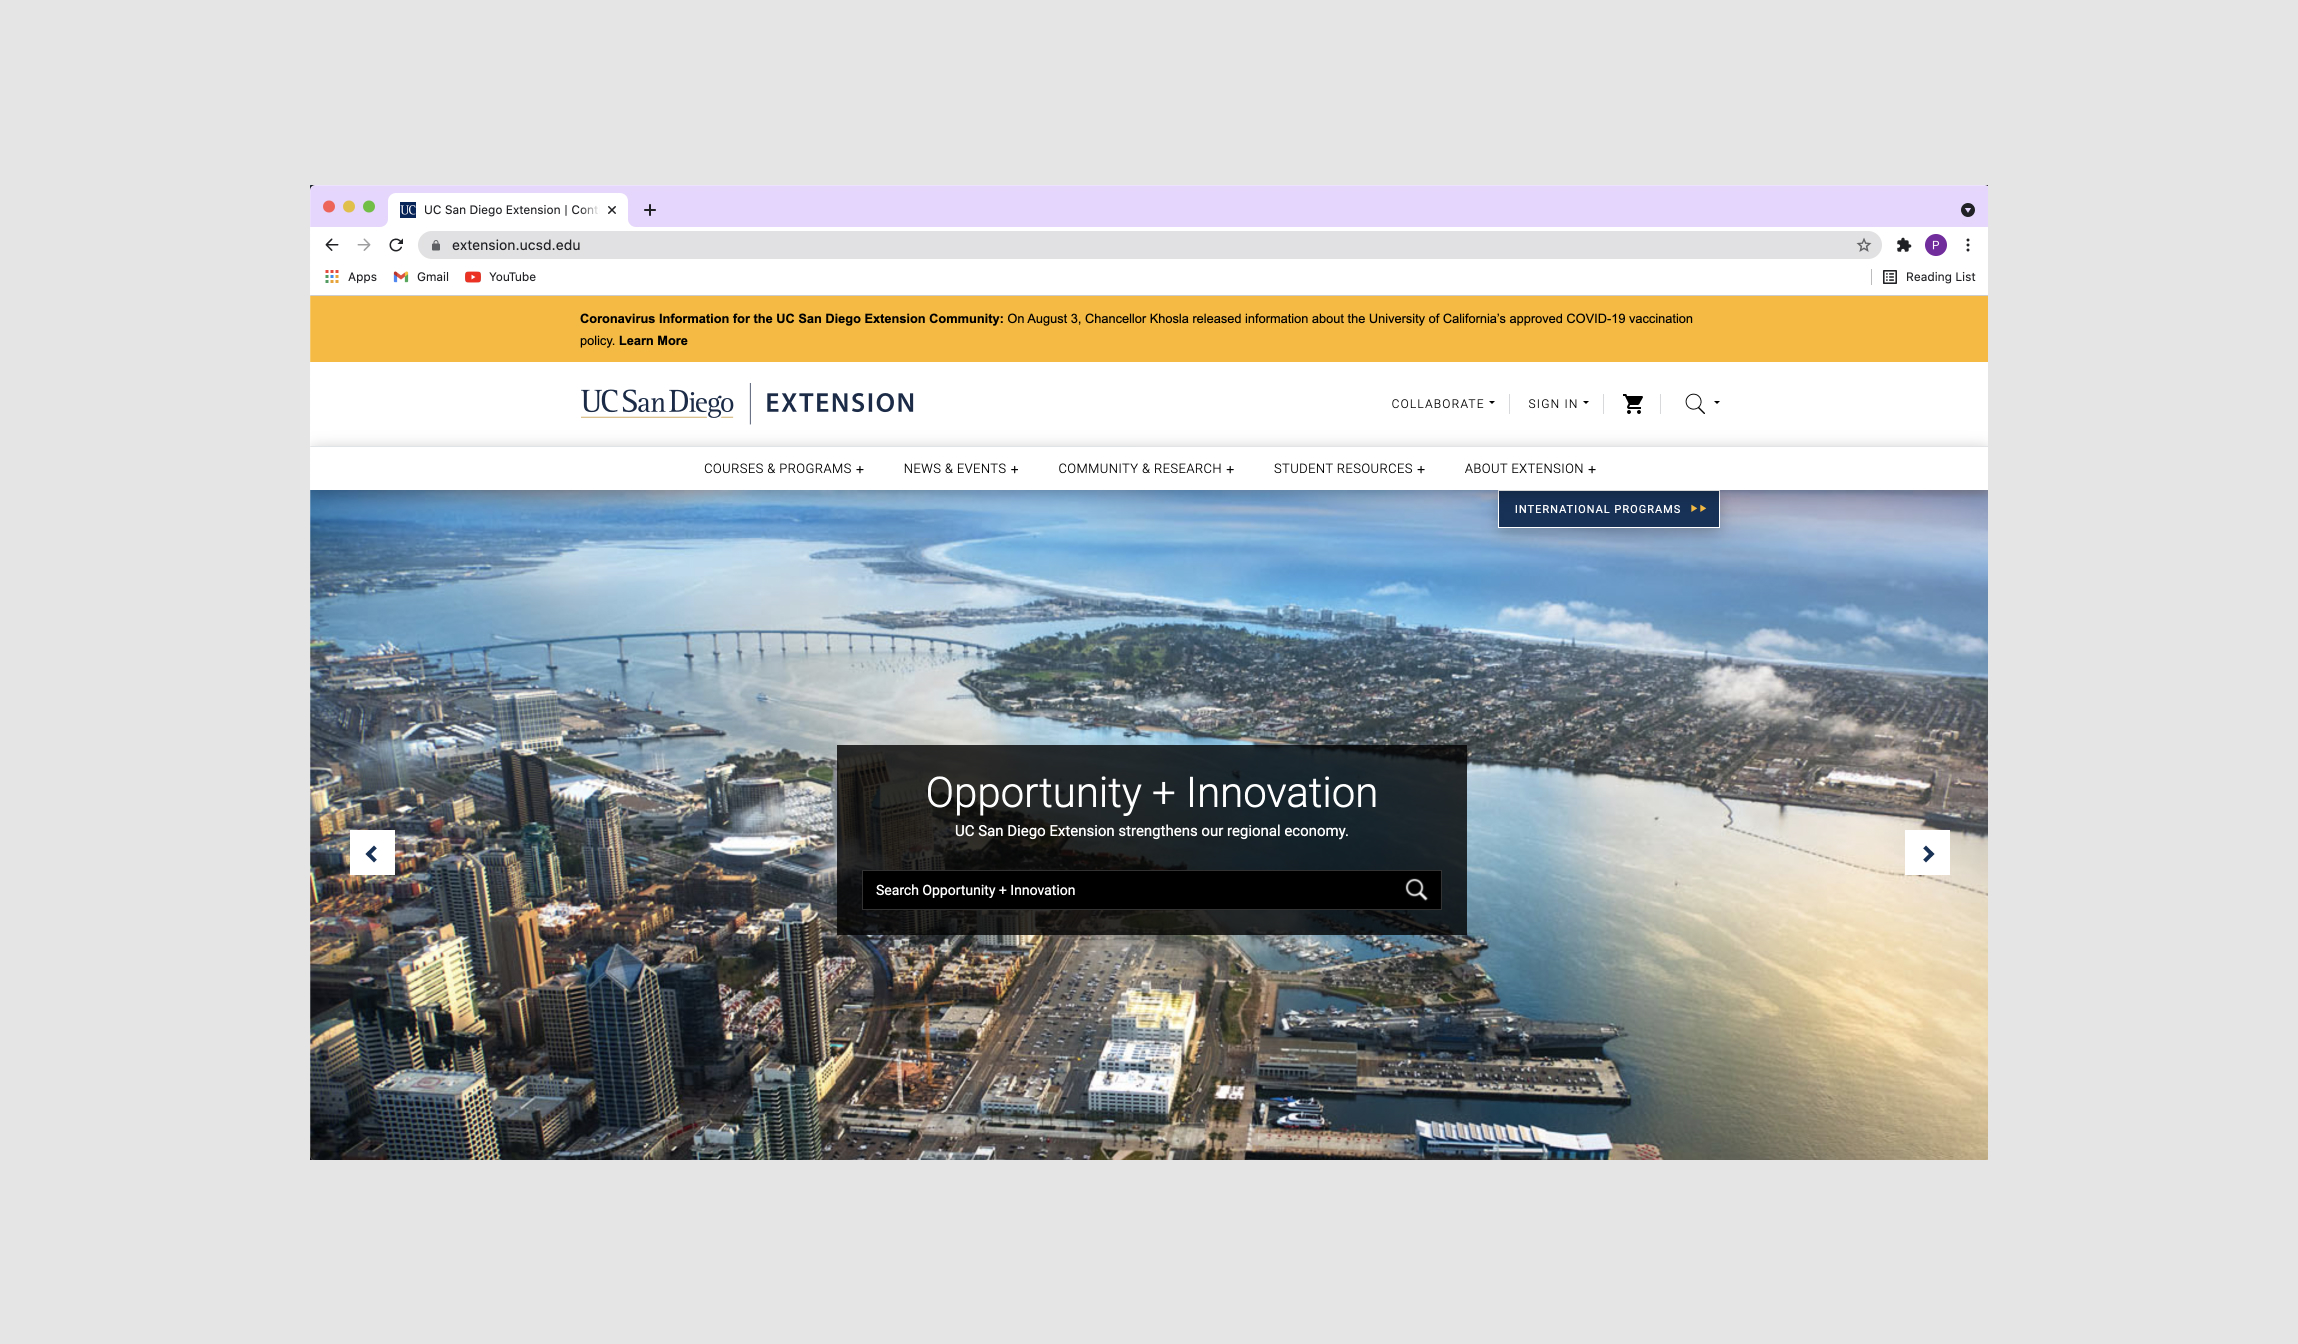 UC San Diego Extension | Cont
extension.ucsd.edu
P
Apps Gmail YouTube Reading List
Coronavirus Information for the UC San Diego Extension Community: On August 3, Chancellor Khosla released information about the University of California’s approved COVID-19 vaccination
policy. Learn More
UC San Diego EXTENSION COLLABORATE SIGN IN
COURSES & PROGRAMS + NEWS & EVENTS + COMMUNITY & RESEARCH + STUDENT RESOURCES + ABOUT EXTENSION +
INTERNATIONAL PROGRAMS
Opportunity + Innovation
UC San Diego Extension strengthens our regional economy.
Search Opportunity + Innovation